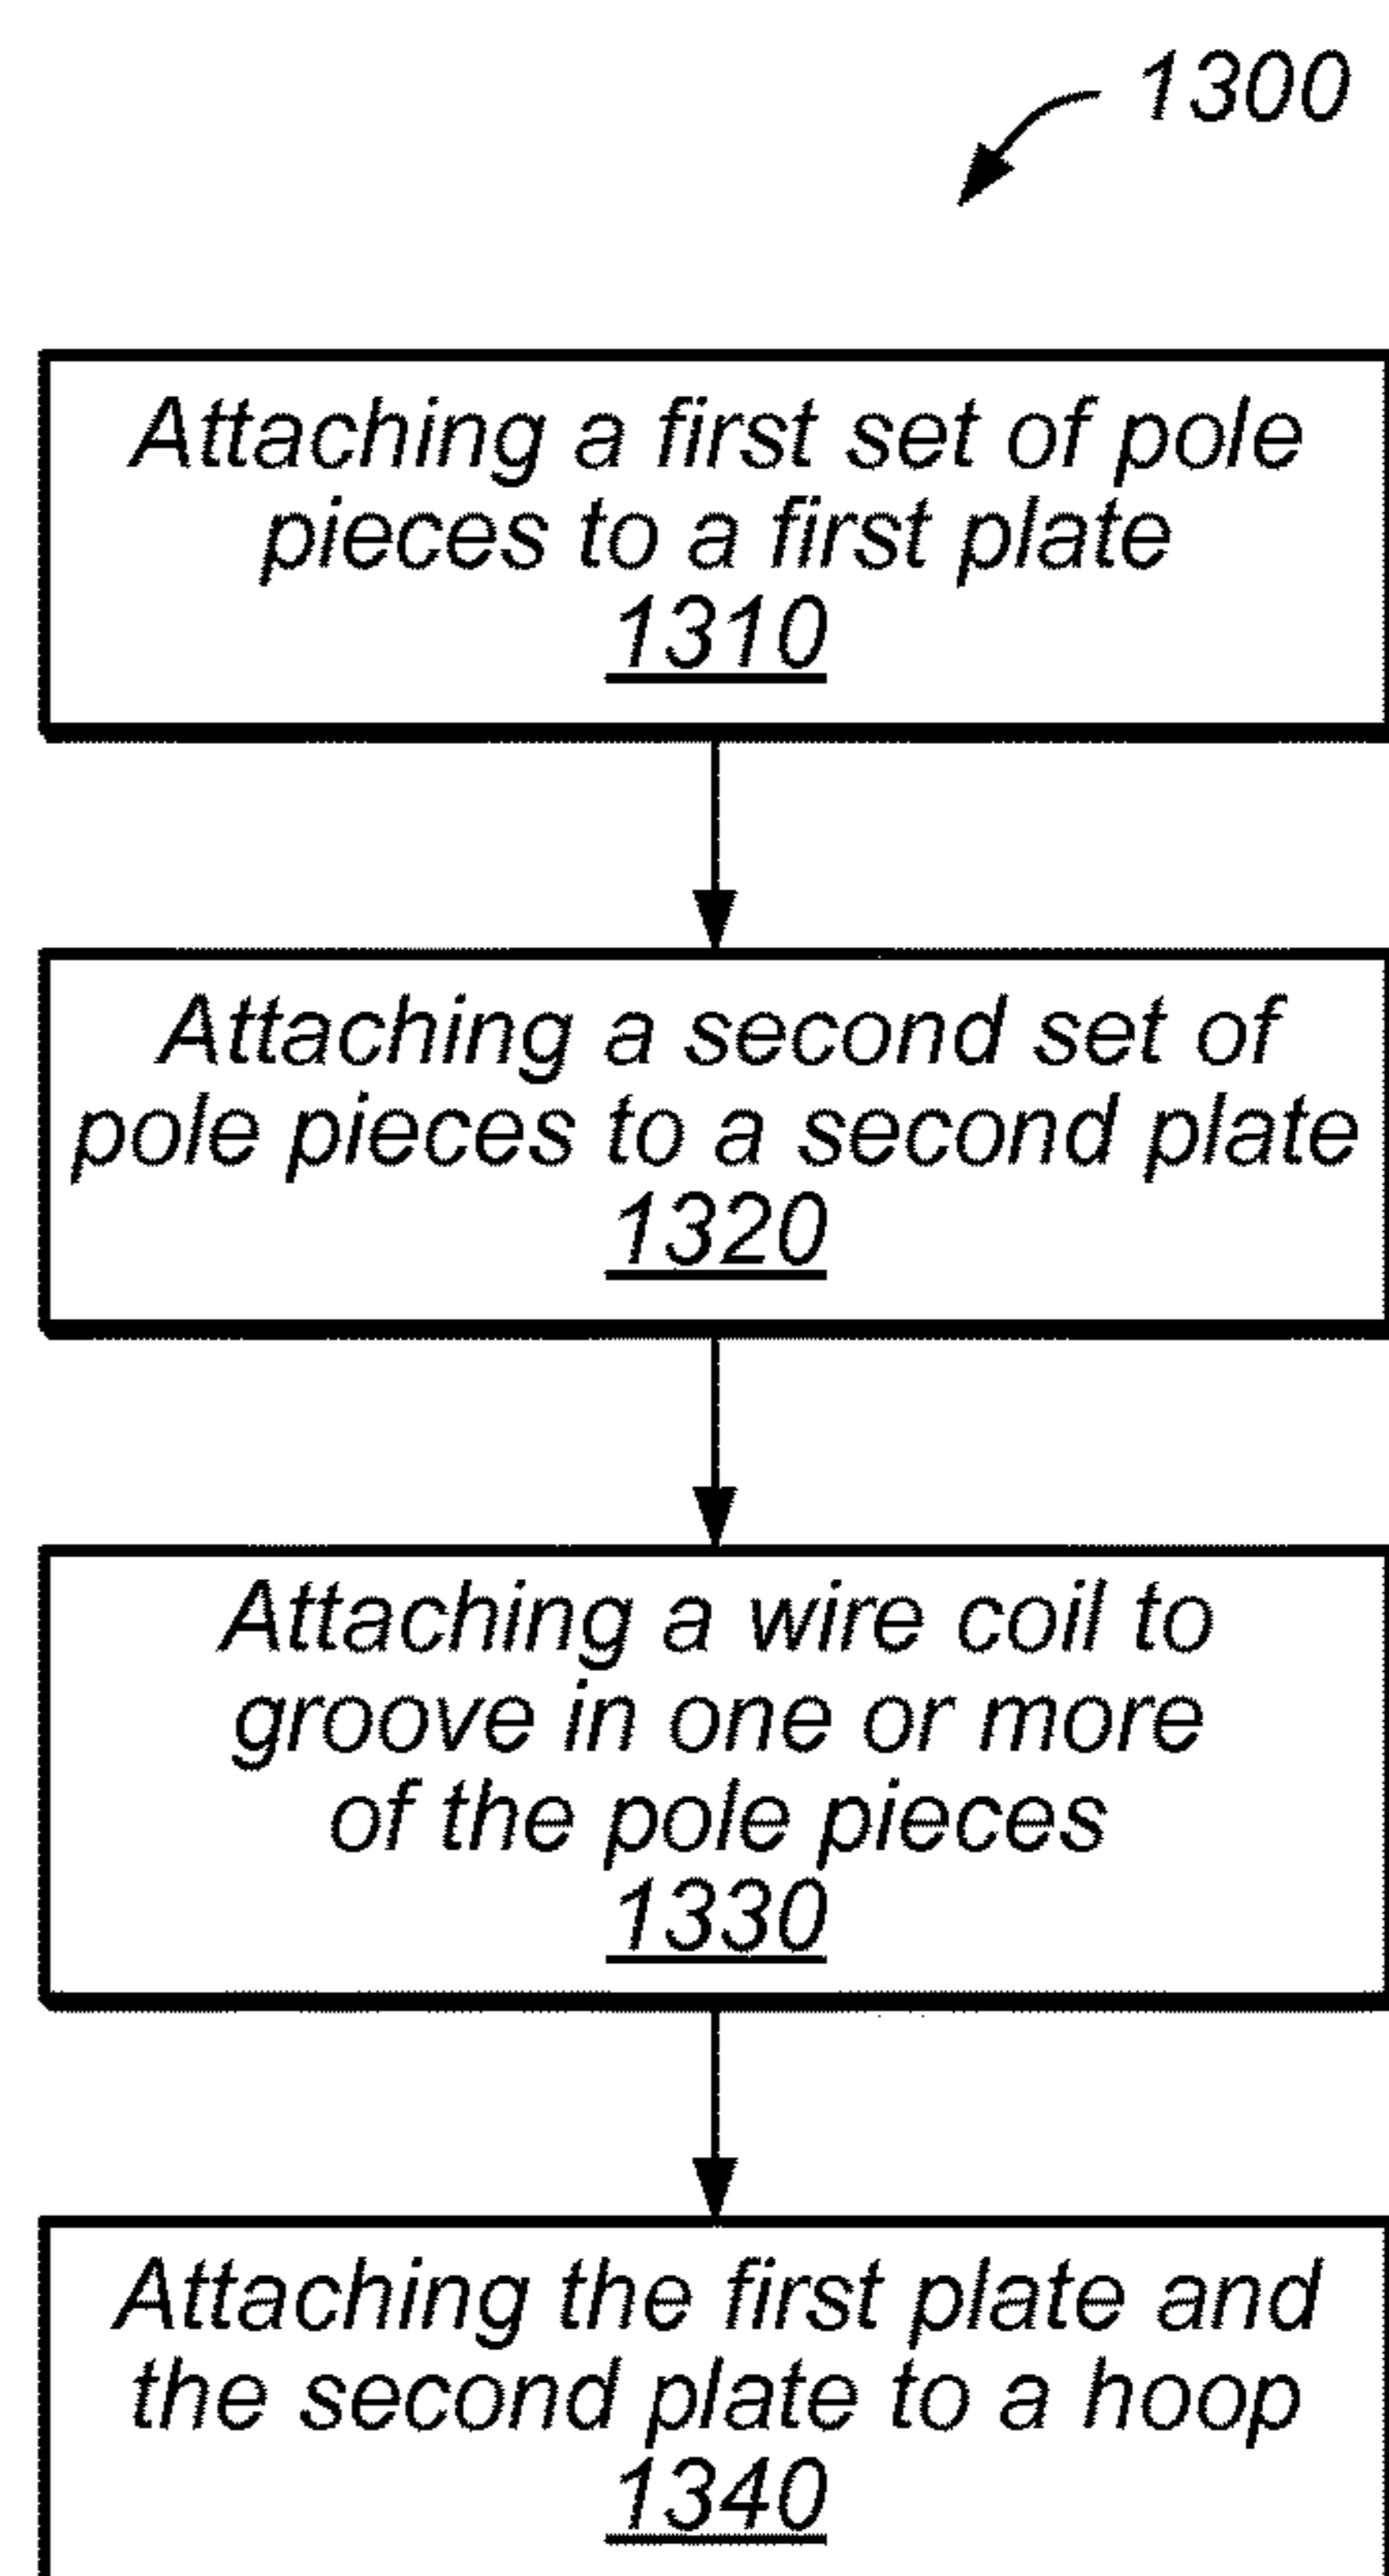 1300
Attaching a first set of pole
pieces to a first plate
1310
Attaching a second set of
pole pieces to a second plate
1320
Attaching a wire coil to
groove in one or more
of the pole pieces
1330
Attaching the first plate and
the second plate to a hoop
1340